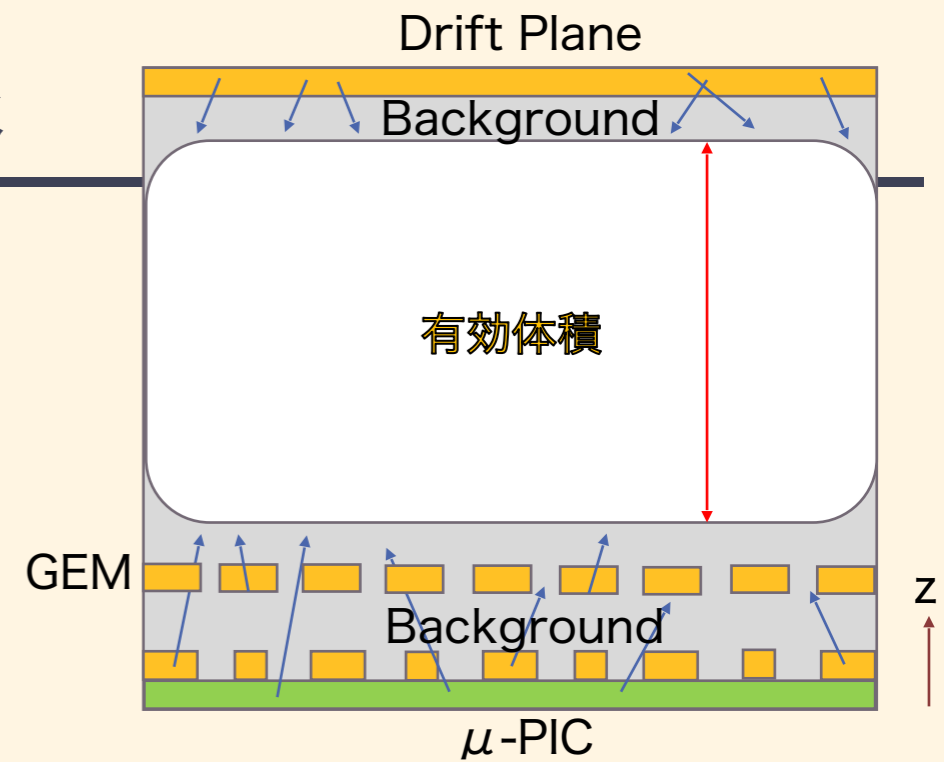 Drift Plane
Background
有効体積
GEM
Background
z
μ-PIC